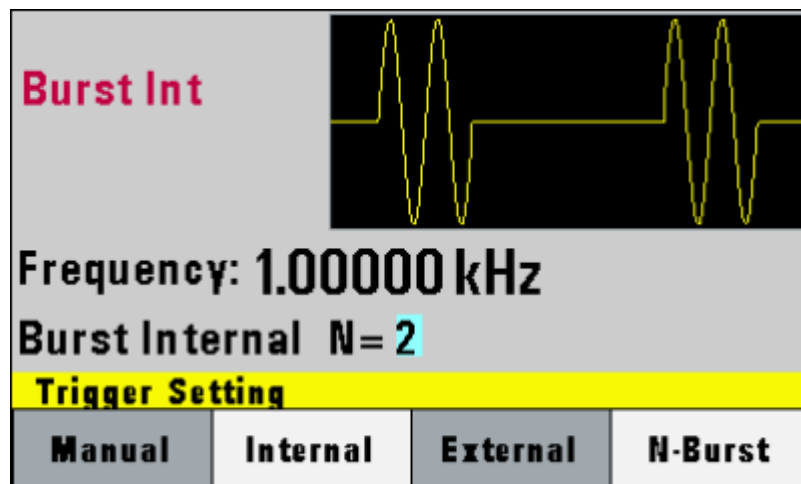 Burst Int
Frequency: 1.00000 kHz
Burst Internal N= 2
Trigger Setting
Manual Internal External N-Burst